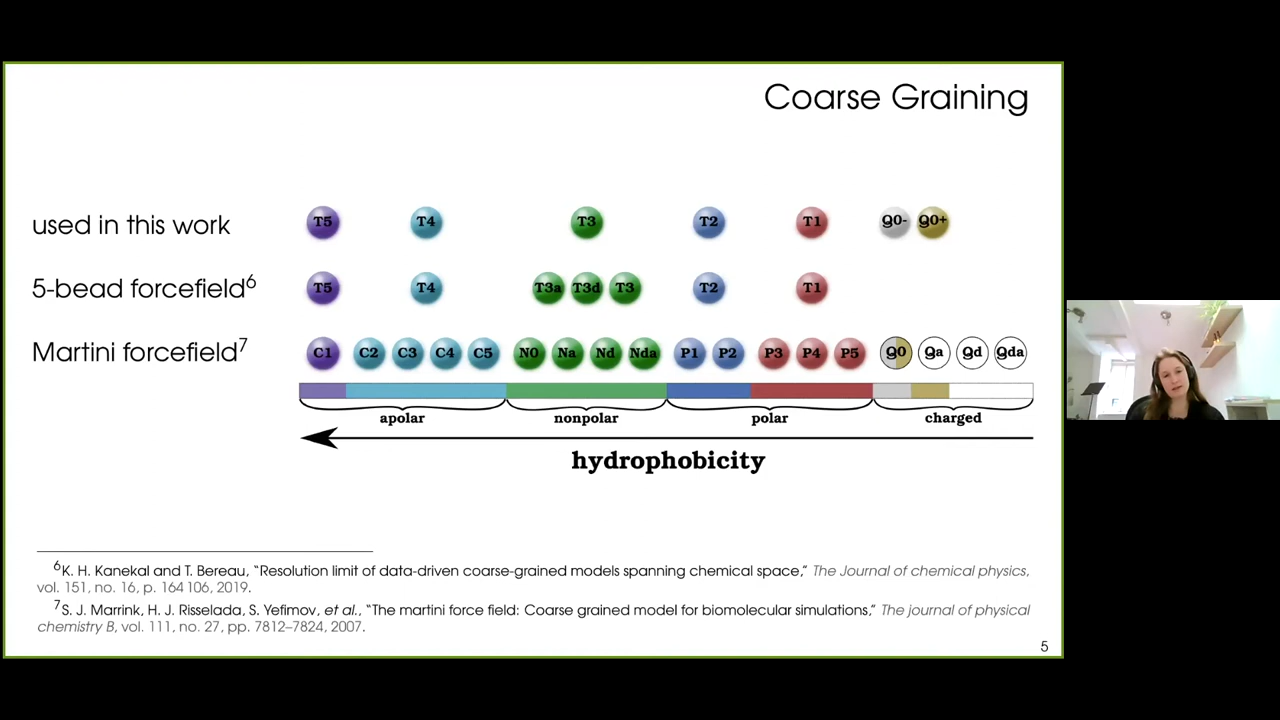 Coarse Graining
used in this work T5 T4 T3 T2 T1 Q0- Q0+
5-bead forcefield6 T5 T4 T3a T3d T3 T2 T1
Martini forcefield7 C1 C2 C3 C4 C5 N0 Na Nd Nda P1 P2 P3 P4 P5 Q0 Qa Qd Qda
apolar nonpolar polar charged
hydrophobicity
6K. H. Kanekal and T. Bereau, “Resolution limit of data-driven coarse-grained models spanning chemical space,” The Journal of chemical physics,
vol. 151, no. 16, p. 164 106, 2019.
7S. J. Marrink, H. J. Risselada, S. Yefimov, et al., “The martini force field: Coarse grained model for biomolecular simulations,” The journal of physical
chemistry B, vol. 111, no. 27, pp. 7812–7824, 2007.
5